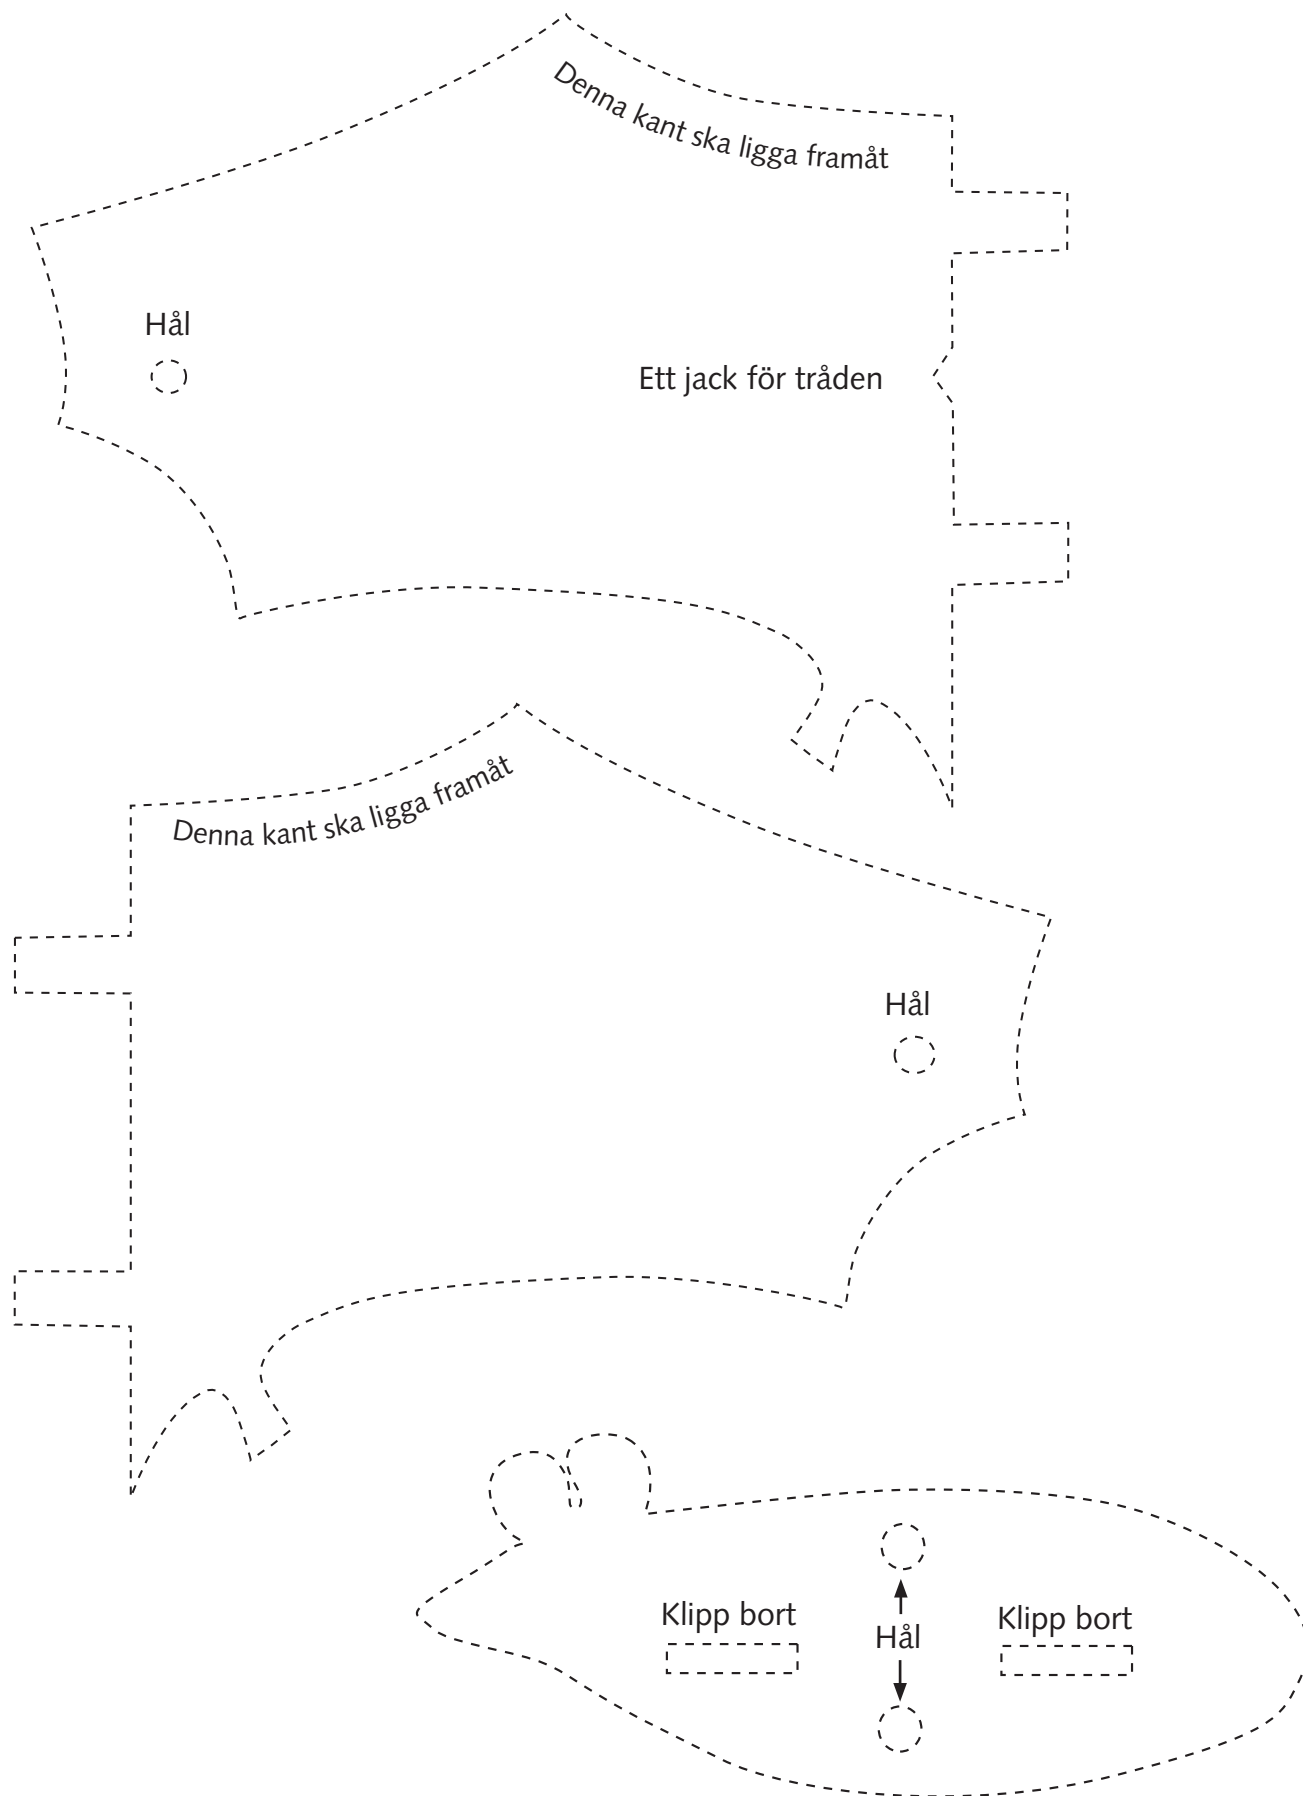 Denna kant ska ligga framåt
Hål
Ett jack för tråden
Denna kant ska ligga framåt
Hål
Klipp bort
Hål
Klipp bort